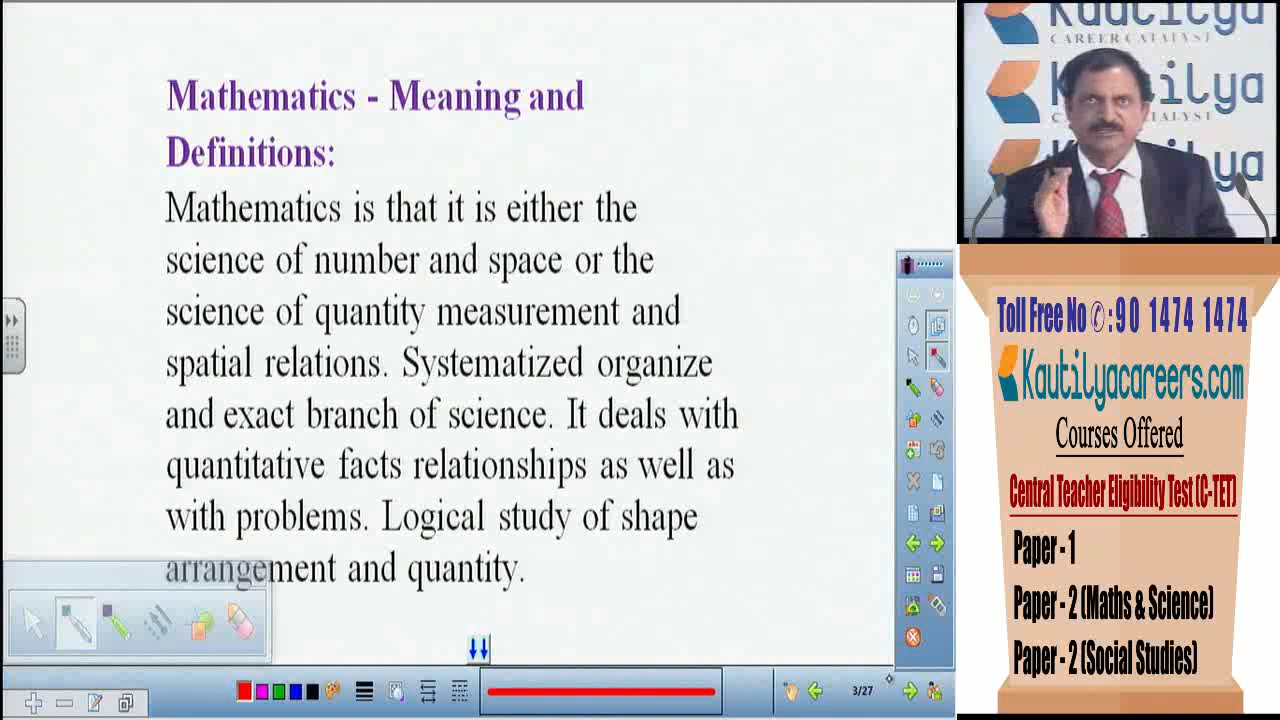 Mathematics - Meaning and
Definitions:
Mathematics is that it is either the
science of number and space or the
science of quantity measurement and
spatial relations. Systematized organize
and exact branch of science. It deals with
quantitative facts relationships as well as
with problems. Logical study of shape
arrangement and quantity.
3/27
Kautilya
CAREER CATALYST
Kautilya
Kautilya
Toll Free No ✆ : 90 1474 1474
Kautilyacareers.com
Courses Offered
Central Teacher Eligibility Test (C-TET)
Paper - 1
Paper - 2 (Maths & Science)
Paper - 2 (Social Studies)